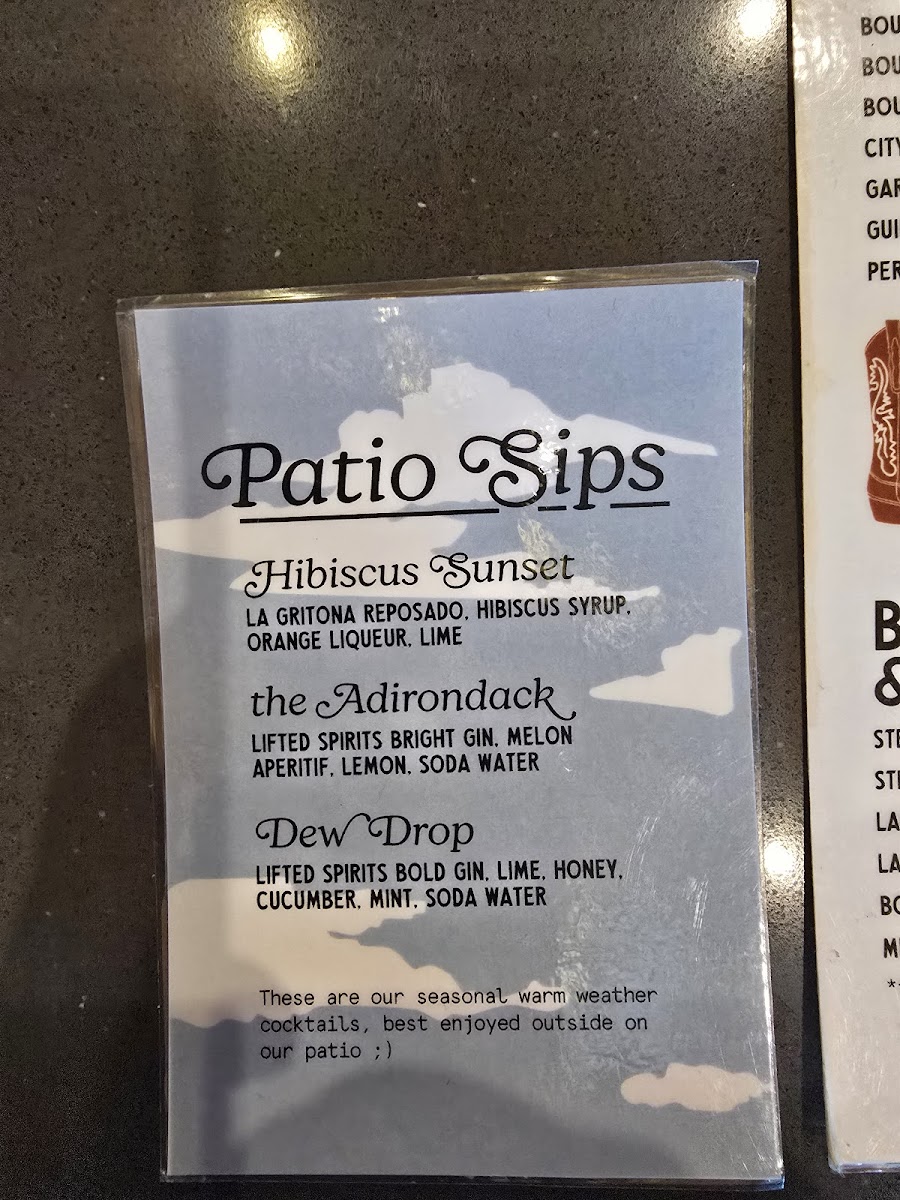 Patio Sips
Hibiscus Sunset
LA GRITONA REPOSADO, HIBISCUS SYRUP,
ORANGE LIQUEUR, LIME
the Adirondack
LIFTED SPIRITS BRIGHT GIN, MELON
APERITIF, LEMON, SODA WATER
Dew Drop
LIFTED SPIRITS BOLD GIN, LIME, HONEY,
CUCUMBER, MINT, SODA WATER
These are our seasonal warm weather
cocktails, best enjoyed outside on
our patio ;)
CITY
&